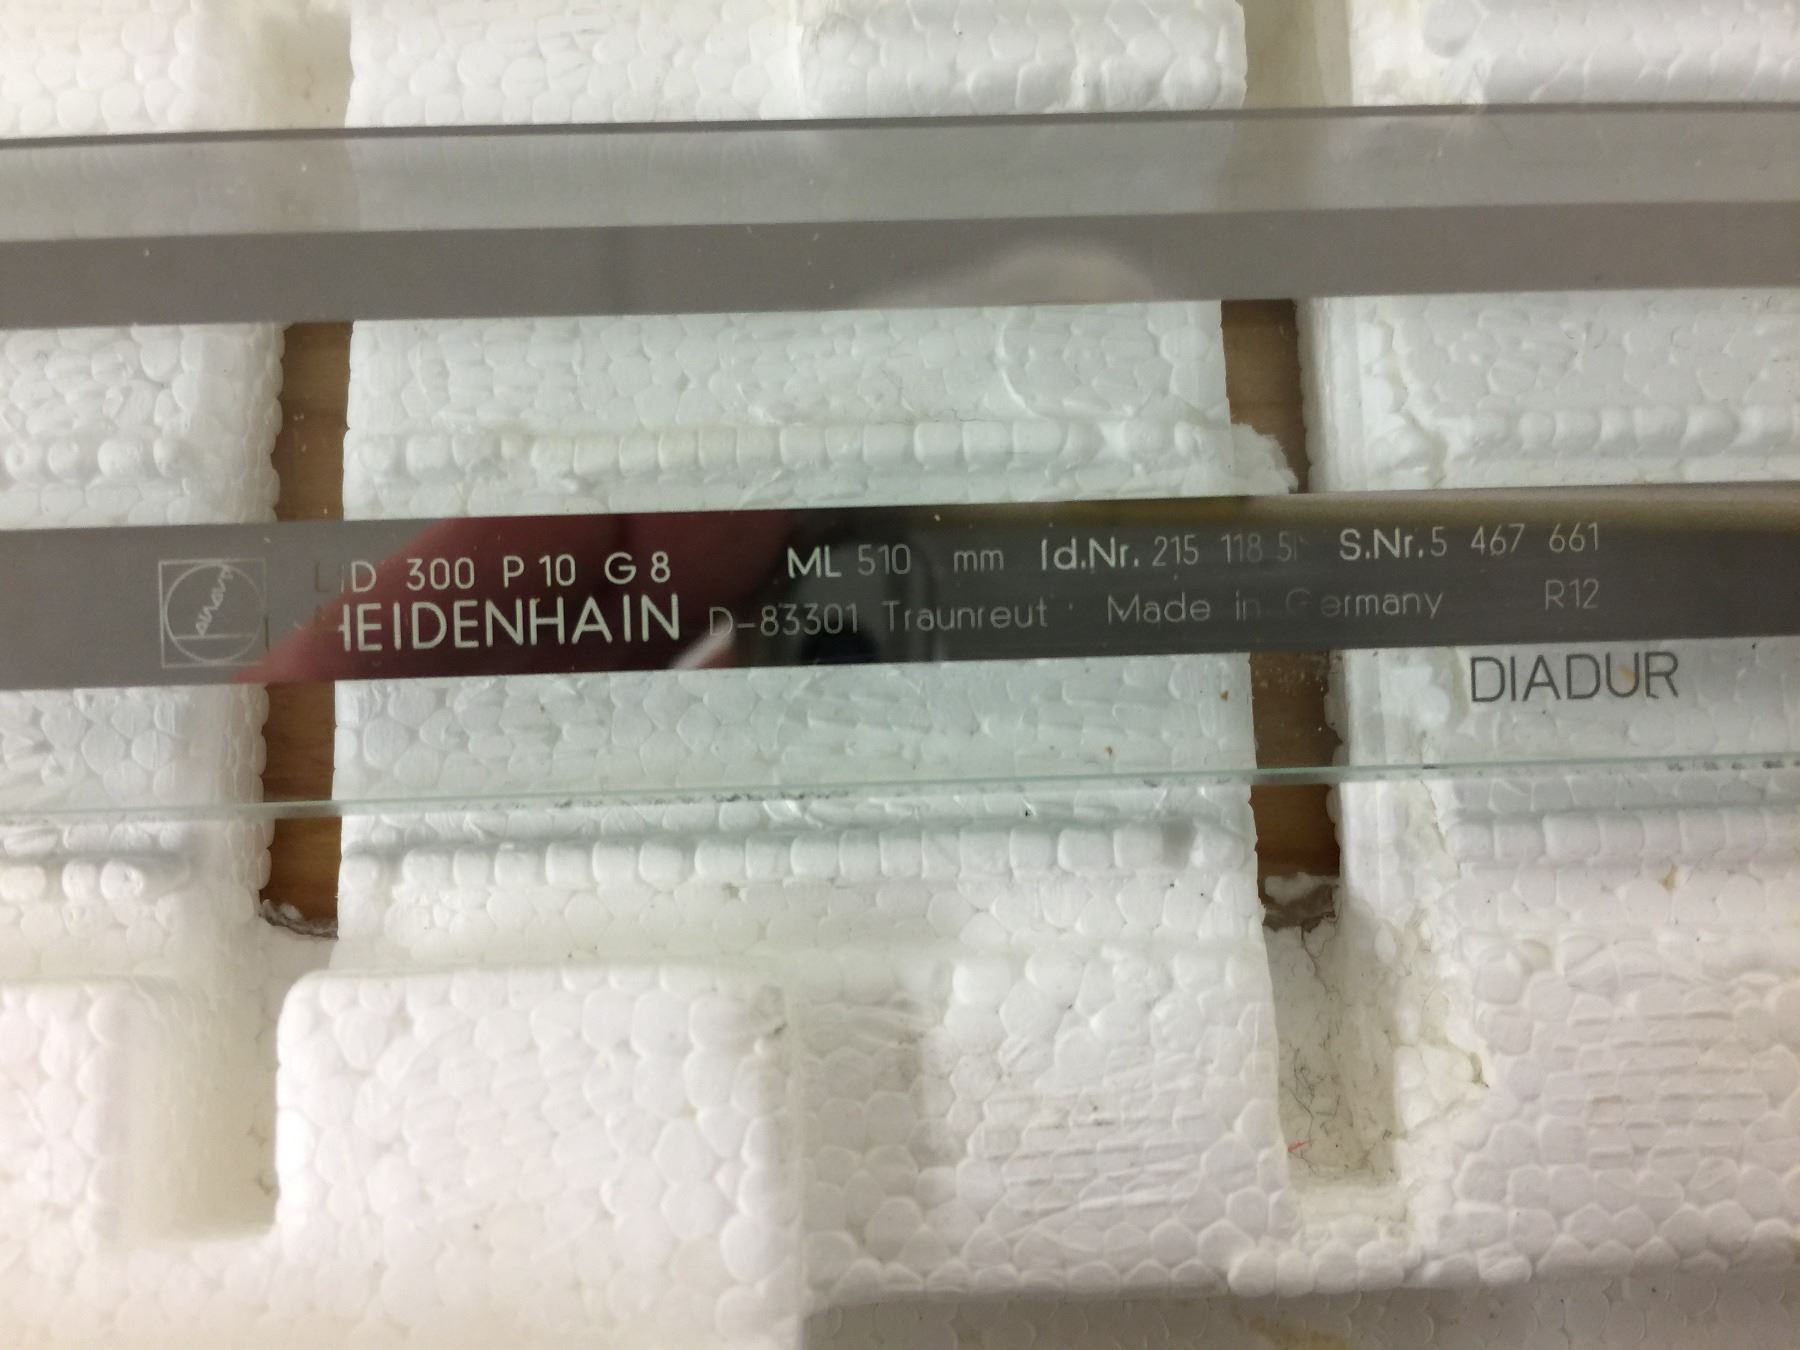 LID 300 P 10 G 8 ML 510 mm Id.Nr. 215 118 S.Nr. 5 467 661
HEIDENHAIN D-83301 Traunreut Made in Germany R12
DIADUR